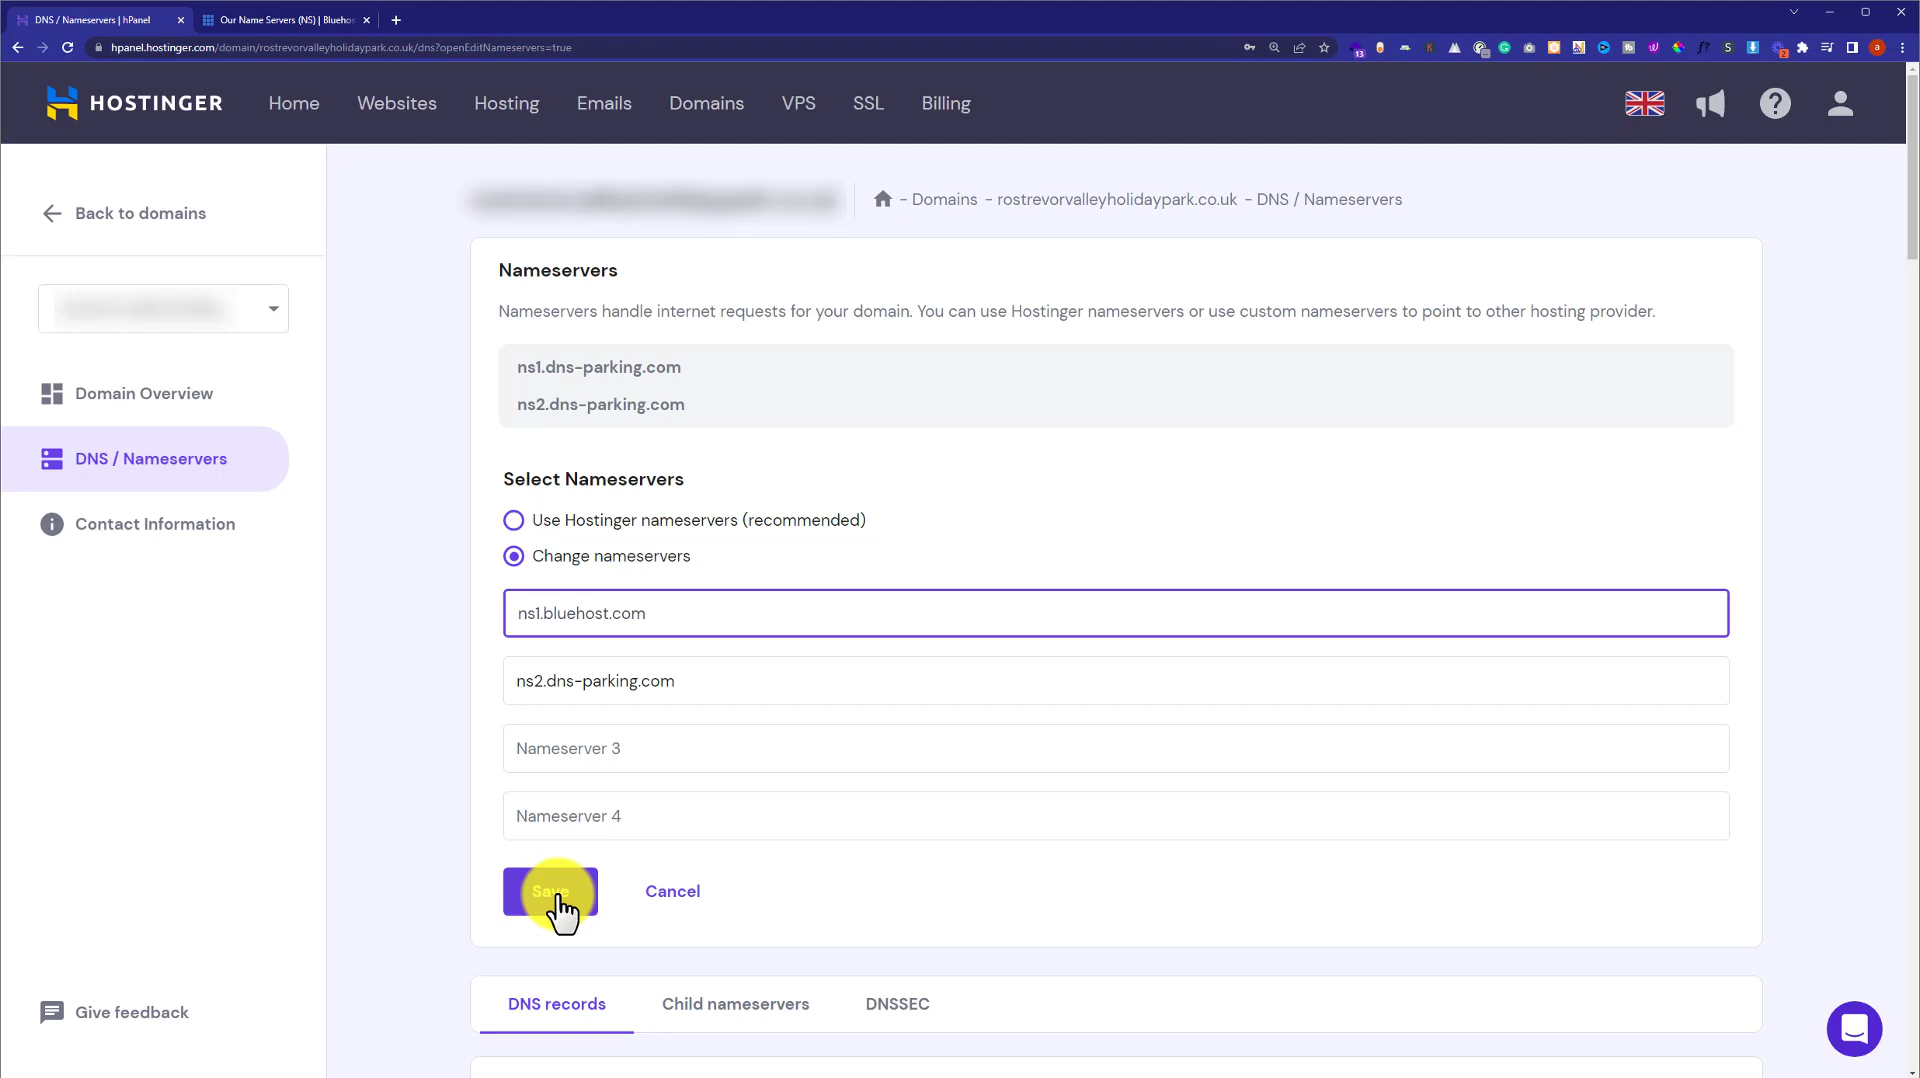 DNS / Nameservers | hPanel
Our Name Servers (NS) | Bluehos
hpanel.hostinger.com/domain/rostrevorvalleyholidaypark.co.uk/dns?openEditNameservers=true
HOSTINGER
Home
Websites
Hosting
Emails
Domains
VPS
SSL
Billing
Back to domains
- Domains - rostrevorvalleyholidaypark.co.uk - DNS / Nameservers
Domain Overview
DNS / Nameservers
Contact Information
Give feedback
Nameservers
Nameservers handle internet requests for your domain. You can use Hostinger nameservers or use custom nameservers to point to other hosting provider.
ns1.dns-parking.com
ns2.dns-parking.com
Select Nameservers
Use Hostinger nameservers (recommended)
Change nameservers
ns1.bluehost.com
ns2.dns-parking.com
Nameserver 3
Nameserver 4
Save
Cancel
DNS records
Child nameservers
DNSSEC